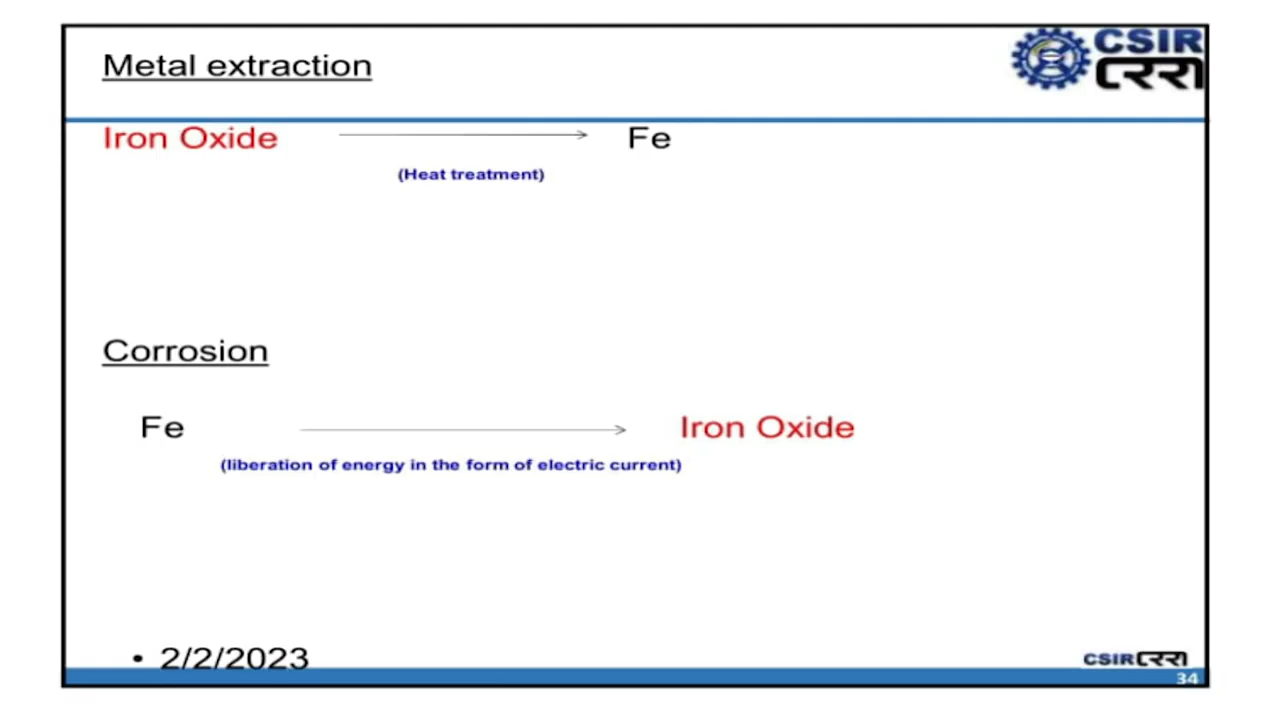 Metal extraction
CSIR
Iron Oxide
Fe
(Heat treatment)
Corrosion
Fe
Iron Oxide
(liberation of energy in the form of electric current)
• 2/2/2023
CSIR
34